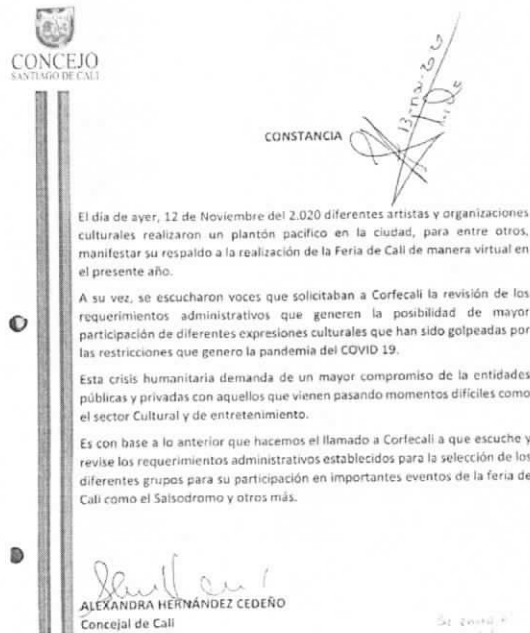 CONCEJO
SANTIAGO DE CALI
13-nov-2020
CONSTANCIA
El día de ayer, 12 de Noviembre del 2.020 diferentes artistas y organizaciones
culturales realizaron un plantón pacifico en la ciudad, para entre otros,
manifestar su respaldo a la realización de la Feria de Cali de manera virtual en
el presente año.
A su vez, se escucharon voces que solicitaban a Corfecali la revisión de los
requerimientos administrativos que generen la posibilidad de mayor
participación de diferentes expresiones culturales que han sido golpeadas por
las restricciones que genero la pandemia del COVID 19.
Esta crisis humanitaria demanda de un mayor compromiso de la entidades
públicas y privadas con aquellos que vienen pasando momentos difíciles como
el sector Cultural y de entretenimiento.
Es con base a lo anterior que hacemos el llamado a Corfecali a que escuche y
revise los requerimientos administrativos establecidos para la selección de los
diferentes grupos para su participación en importantes eventos de la feria de
Cali como el Salsodromo y otros más.
ALEXANDRA HERNÁNDEZ CEDEÑO
Concejal de Cali